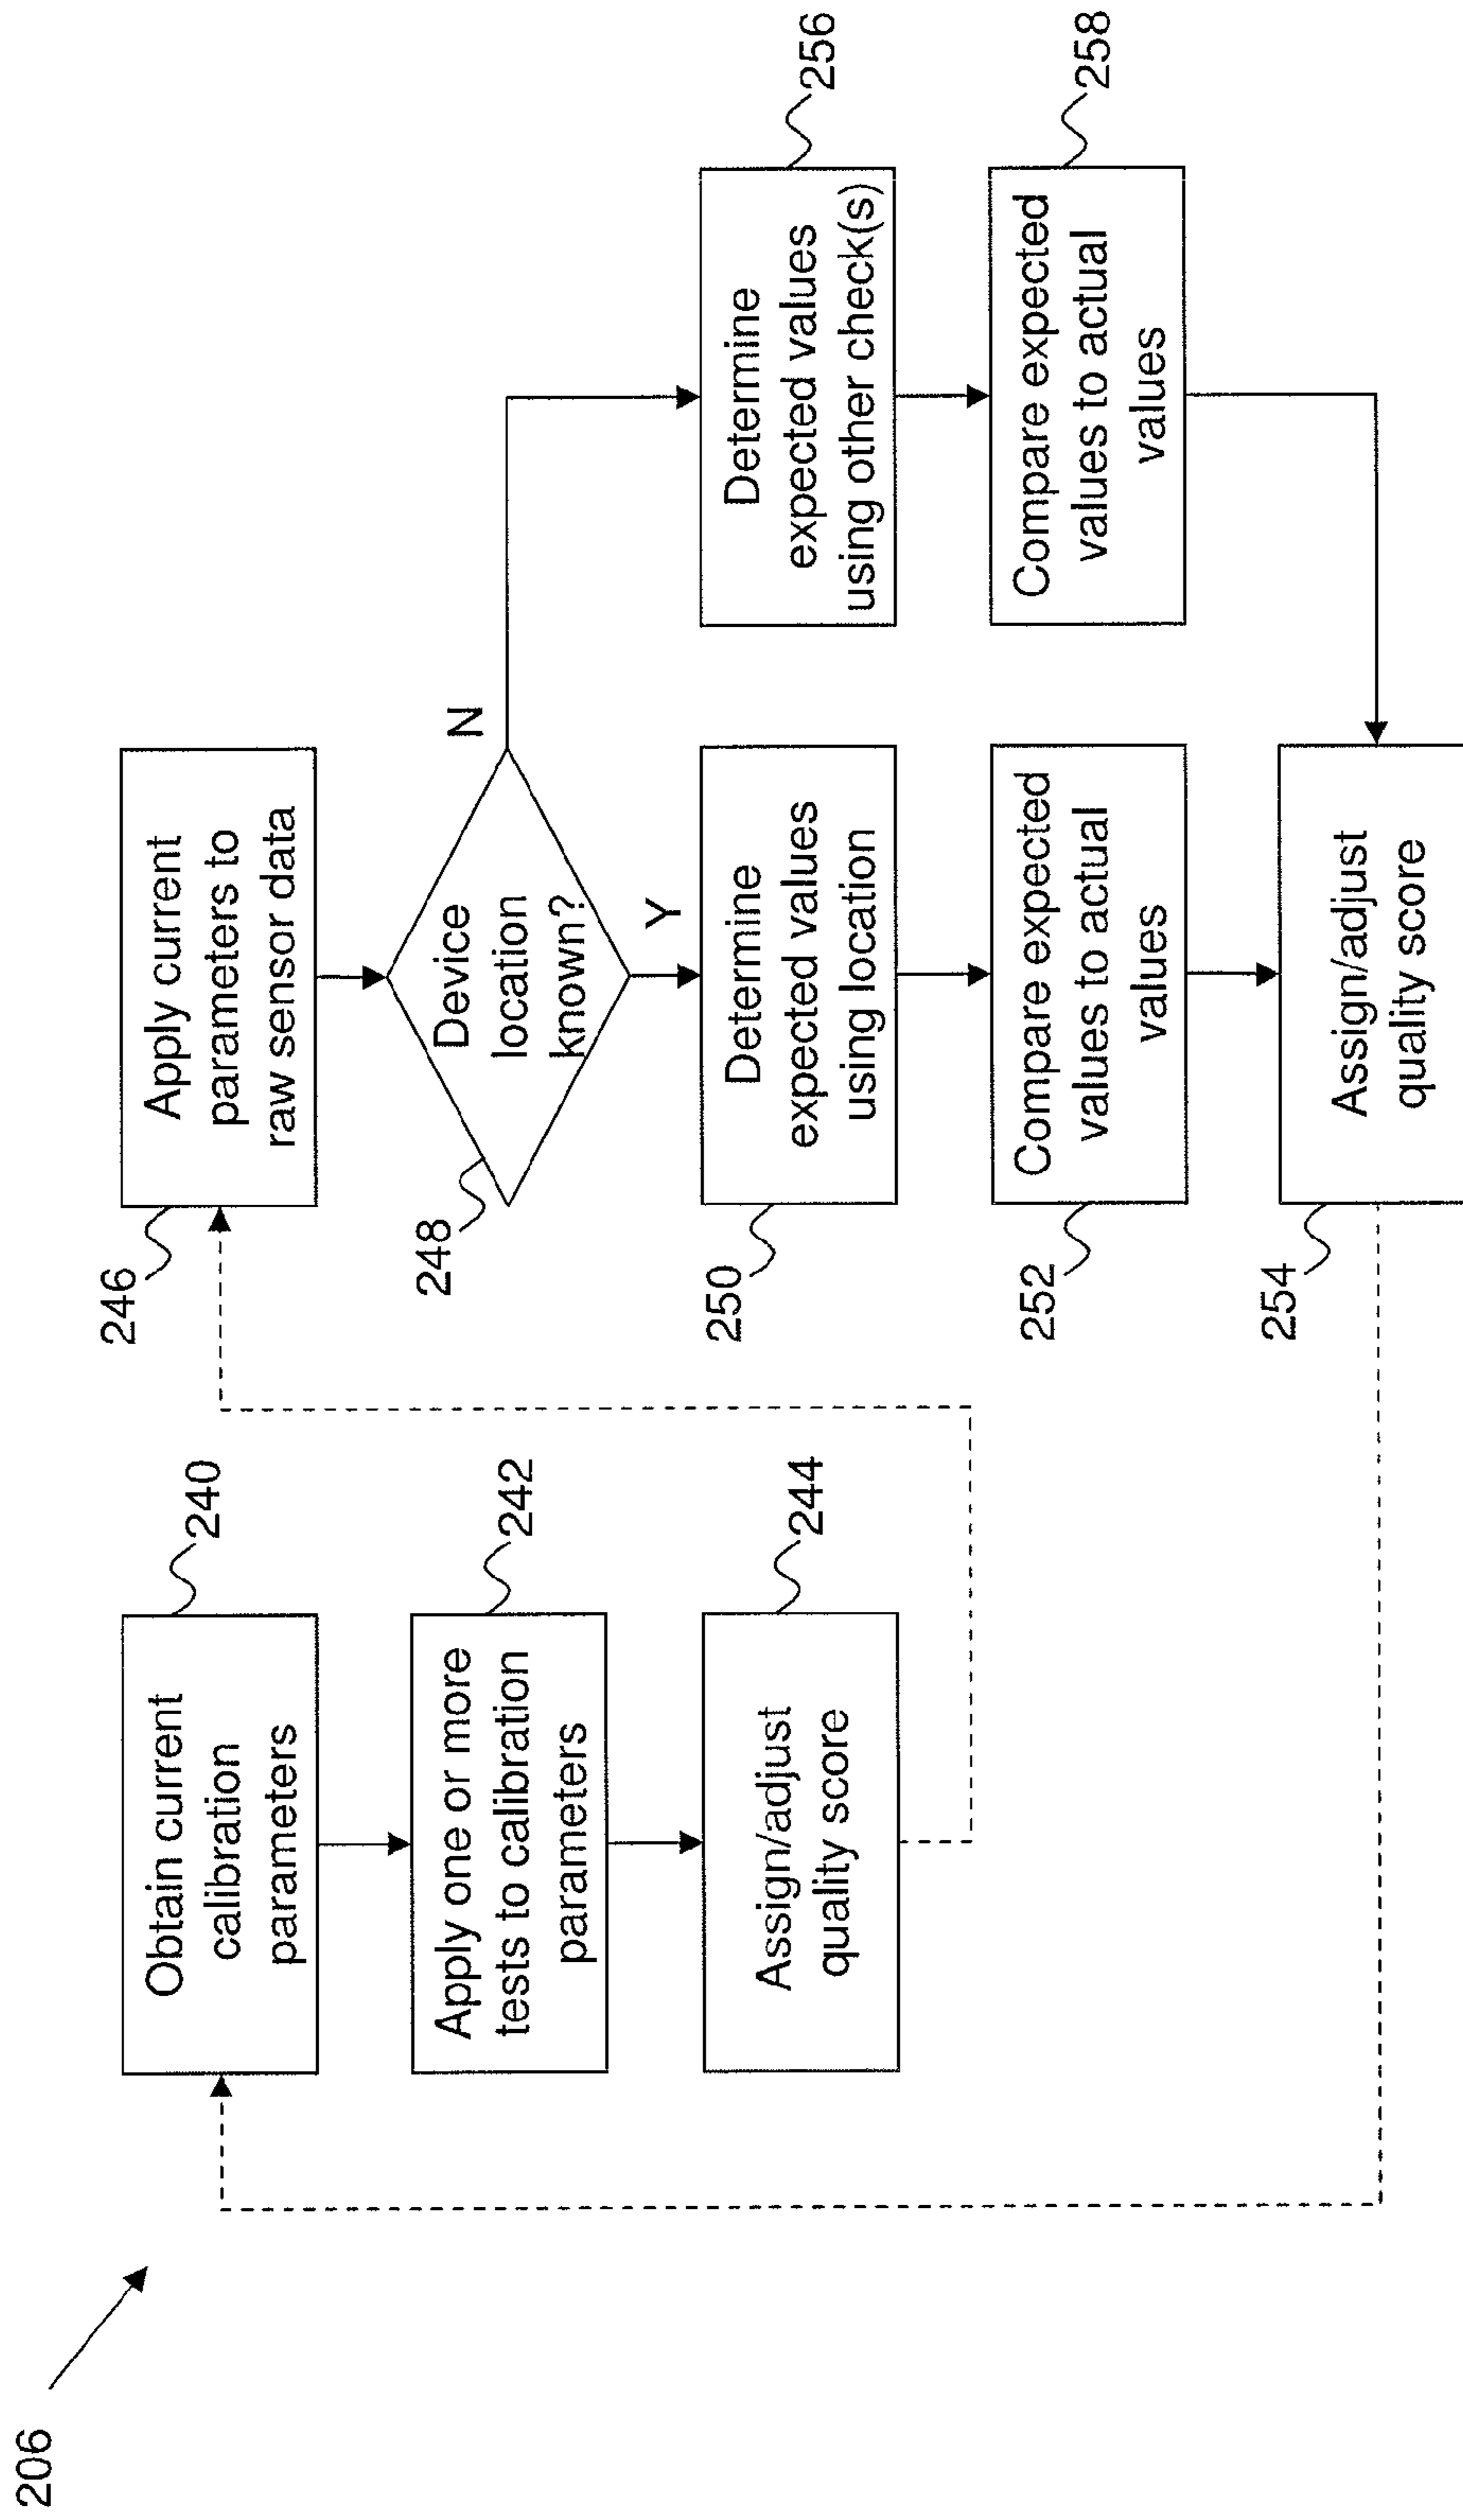 206
240
Obtain current
calibration
parameters
242
Apply one or more
tests to calibration
parameters
244
Assign/adjust
quality score
246
Apply current
parameters to
raw sensor data
248
Device
location
known?
N
Y
250
Determine
expected values
using location
252
Compare expected
values to actual
values
254
Assign/adjust
quality score
256
Determine
expected values
using other check(s)
258
Compare expected
values to actual
values